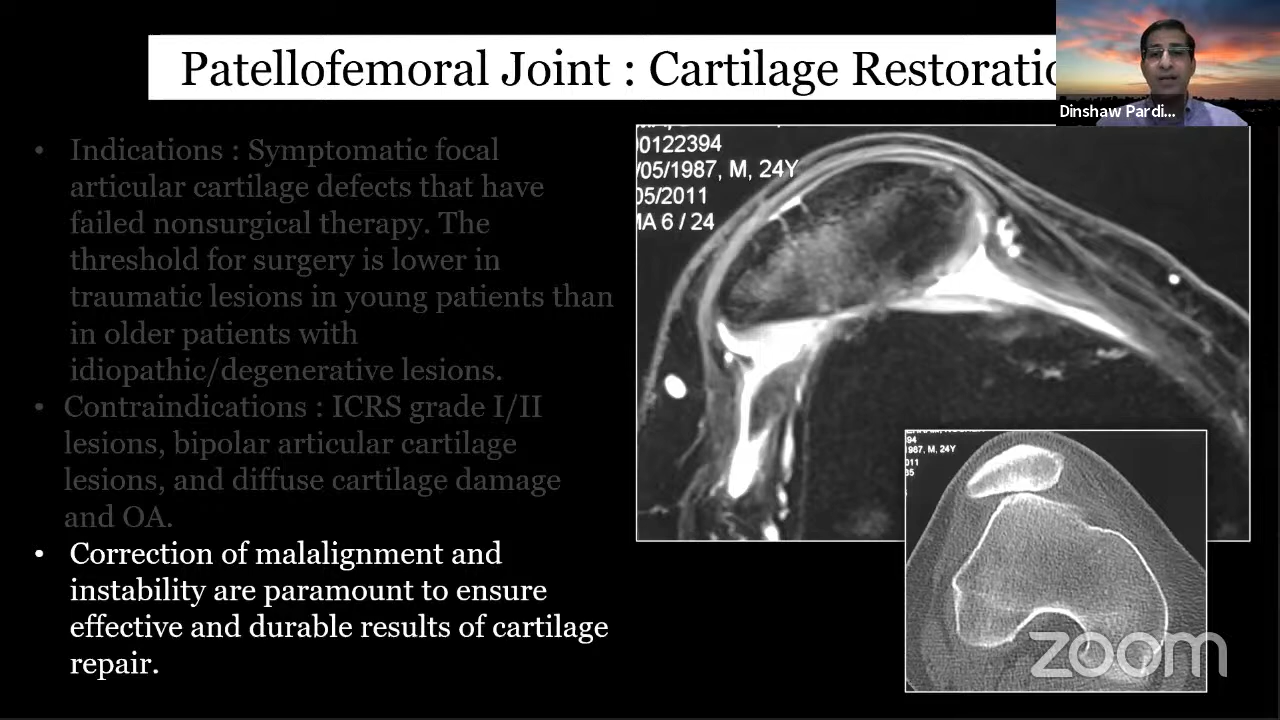 Patellofemoral Joint : Cartilage Restoratio
Dinshaw Pardi...
• Indications : Symptomatic focal
articular cartilage defects that have
failed nonsurgical therapy. The
threshold for surgery is lower in
traumatic lesions in young patients than
in older patients with
idiopathic/degenerative lesions.
• Contraindications : ICRS grade I/II
lesions, bipolar articular cartilage
lesions, and diffuse cartilage damage
and OA.
• Correction of malalignment and
instability are paramount to ensure
effective and durable results of cartilage
repair.
00122394
/05/1987, M, 24Y
05/2011
MA 6 / 24
94
987, M, 24Y
011
zoom